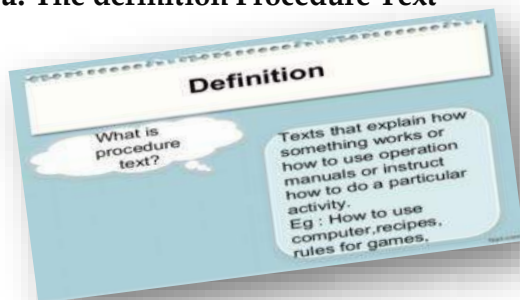 a. The definition Procedure Text
Definition
What is
procedure
text?
Texts that explain how
something works or
how to use operation
manuals or instruct
how to do a particular
activity.
Eg : How to use
computer,recipes,
rules for games,